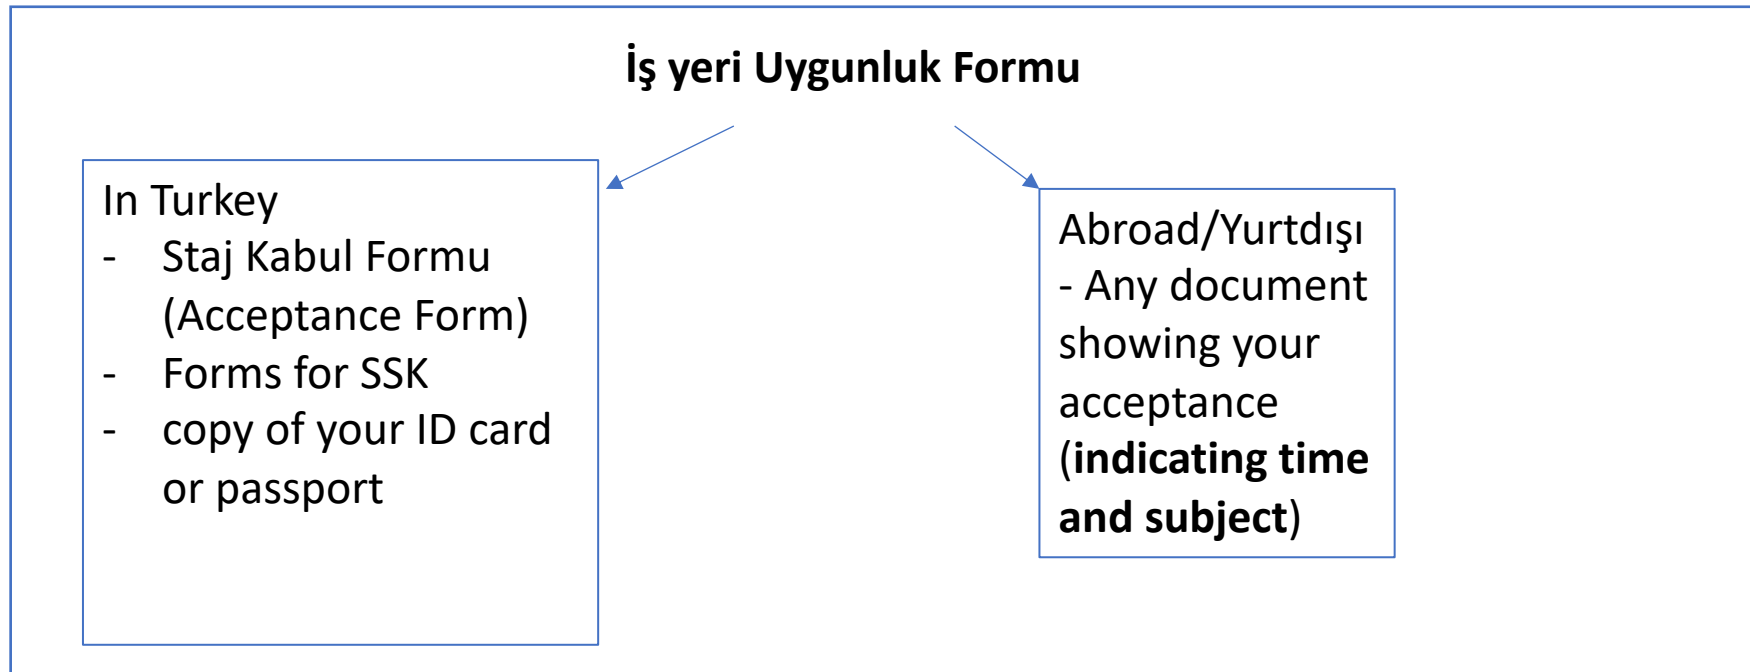 İş yeri Uygunluk Formu
In Turkey
- Staj Kabul Formu
(Acceptance Form)
- Forms for SSK
- copy of your ID card
or passport
Abroad/Yurtdışı
- Any document
showing your
acceptance
(indicating time
and subject)